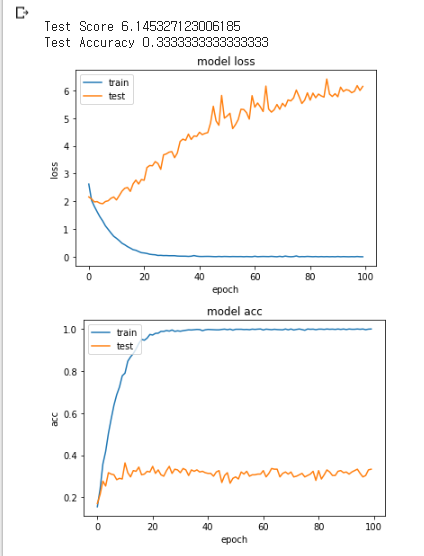 Test Score 6.145327123006185
Test Accuracy 0.3333333333333333
model loss
train
test
6
5
4
3
2
1
0
loss
0 20 40 60 80 100
epoch
model acc
train
test
1.0
0.8
0.6
0.4
0.2
acc
0 20 40 60 80 100
epoch